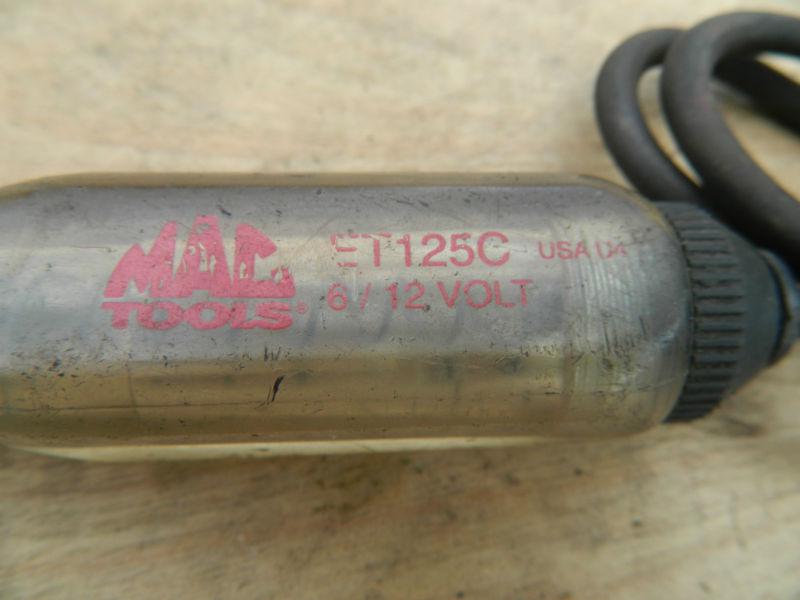 MAC
TOOLS®
ET125C USA
6 / 12 VOLT